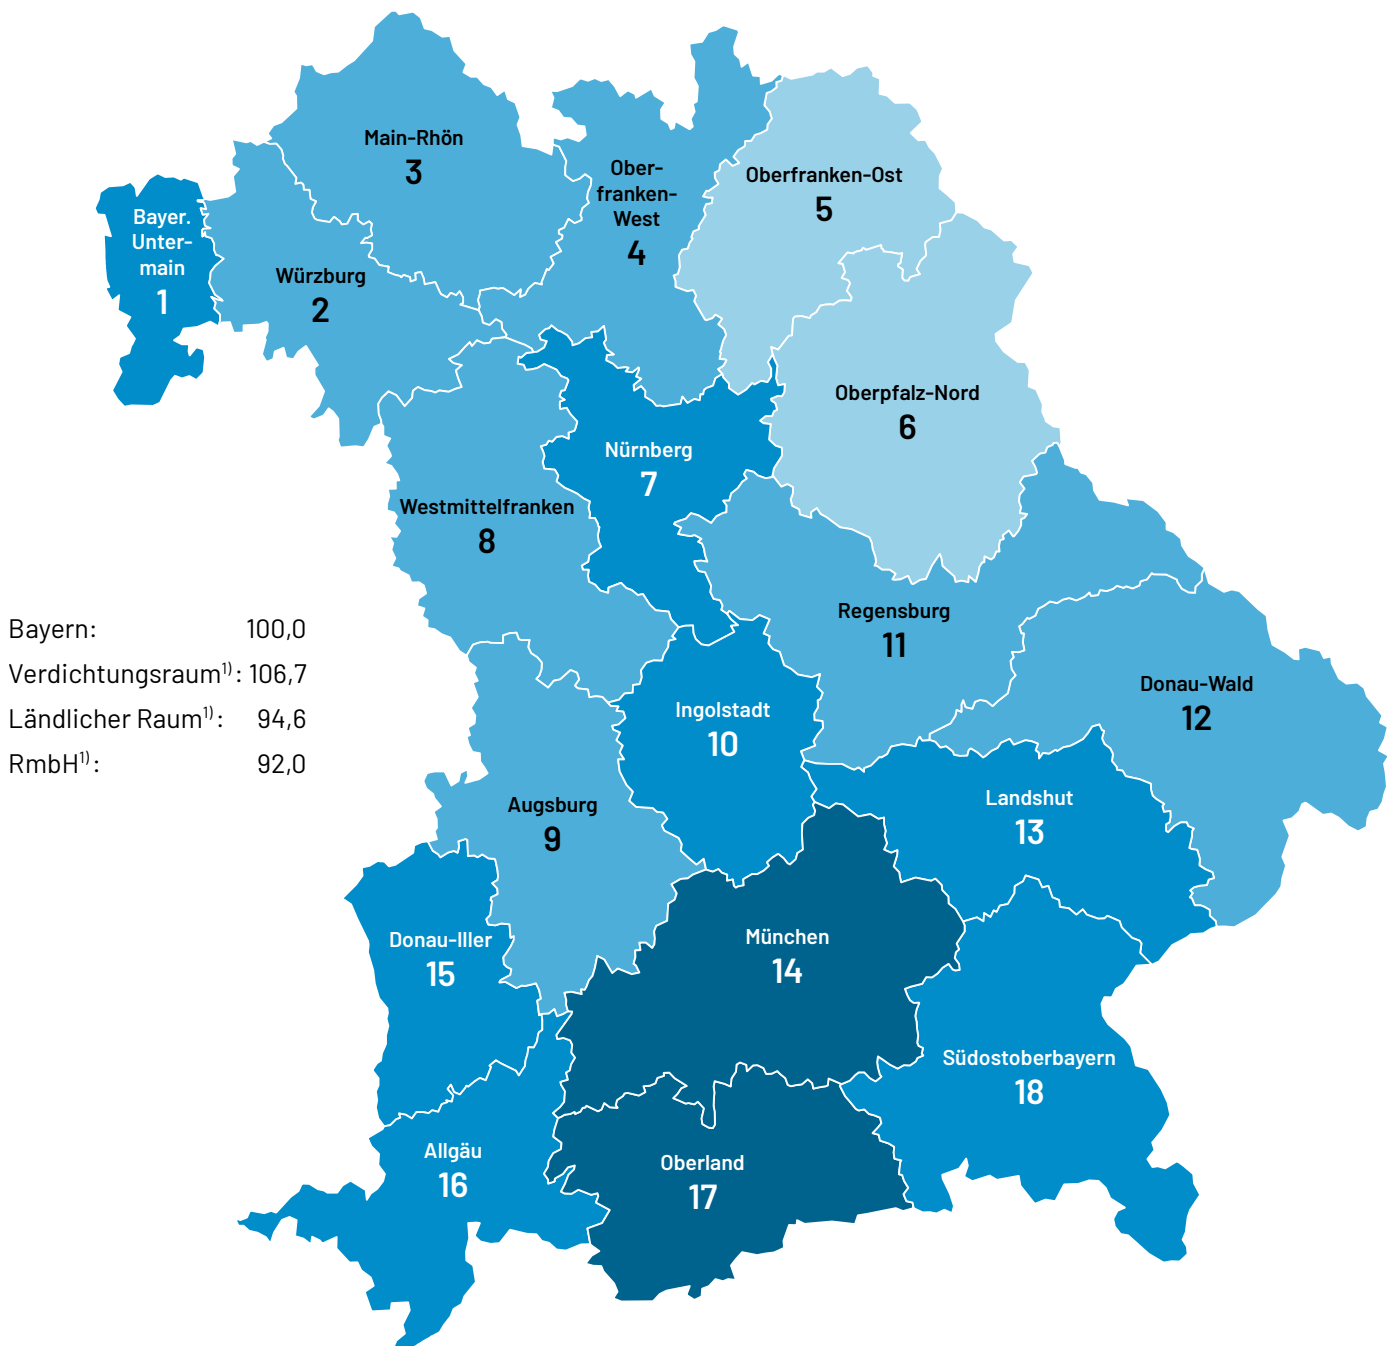 Main-Rhön
3
Ober-
franken-
West
4
Oberfranken-Ost
5
Bayer.
Unter-
main
1
Würzburg
2
Oberpfalz-Nord
6
Nürnberg
7
Westmittelfranken
8
Regensburg
11
Bayern: 100,0
Verdichtungsraum¹⁾: 106,7
Ländlicher Raum¹⁾: 94,6
RmbH¹⁾: 92,0
Donau-Wald
12
Ingolstadt
10
Landshut
13
Augsburg
9
Donau-Iller
15
München
14
Südostoberbayern
18
Allgäu
16
Oberland
17